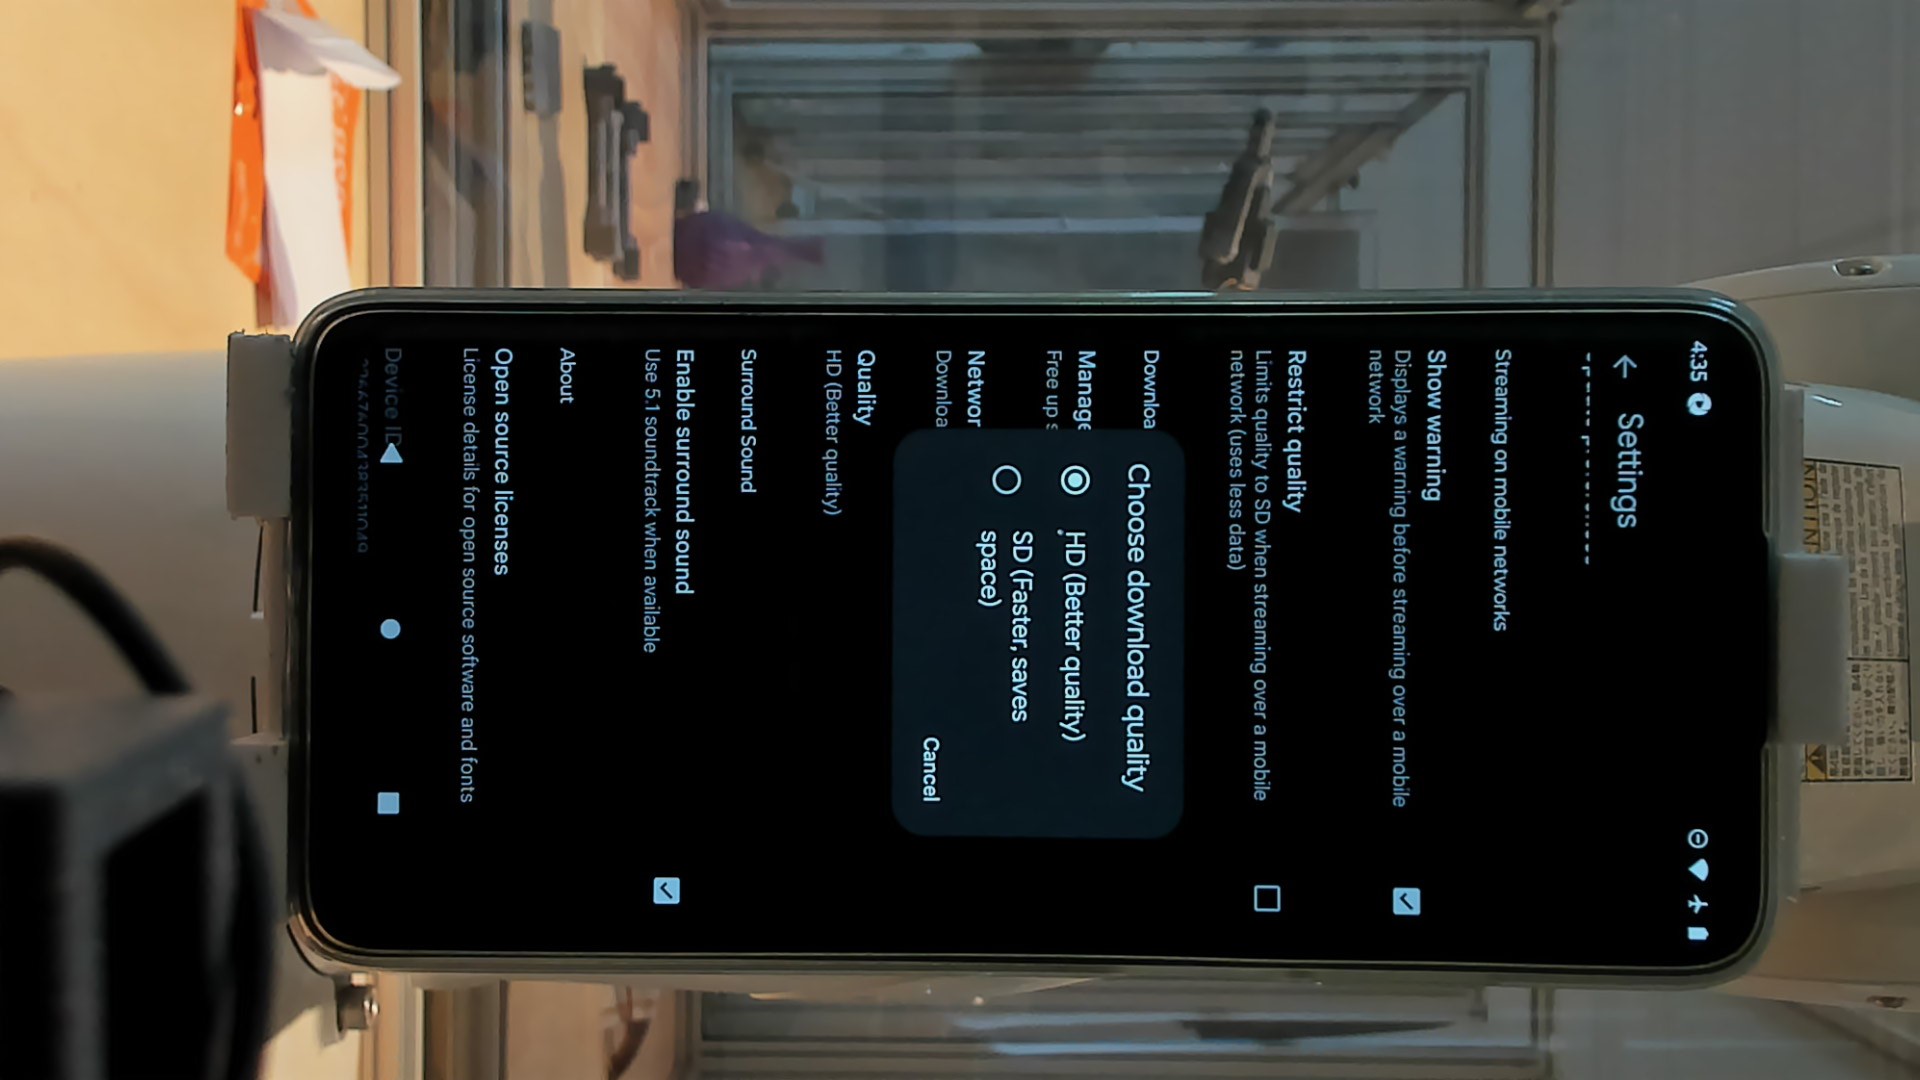 4:35
Settings
Streaming on mobile networks
Show warning
Displays a warning before streaming over a mobile
network
Restrict quality
Limits quality to SD when streaming over a mobile
network (uses less data)
Downloa
Manage
Free up s
Networ
Downloa
Choose download quality
HD (Better quality)
SD (Faster, saves
space)
Cancel
Quality
HD (Better quality)
Surround Sound
Enable surround sound
Use 5.1 soundtrack when available
About
Open source licenses
License details for open source software and fonts
Device ID